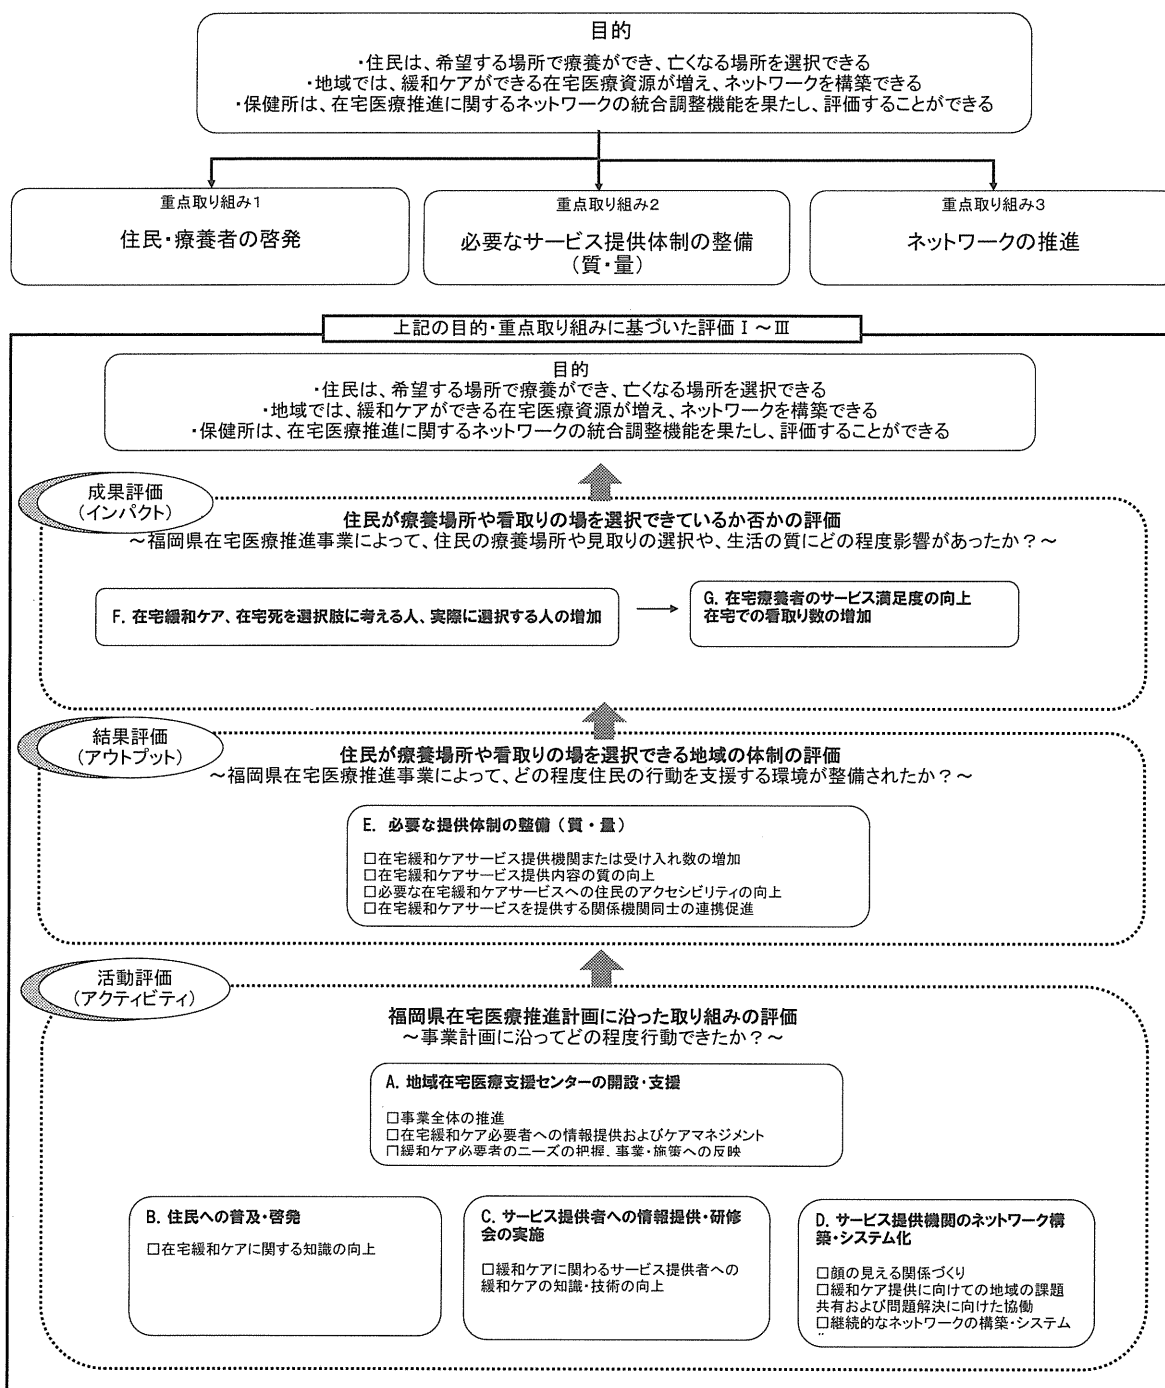 目的
・住民は、希望する場所で療養ができ、亡くなる場所を選択できる
・地域では、緩和ケアができる在宅医療資源が増え、ネットワークを構築できる
・保健所は、在宅医療推進に関するネットワークの統合調整機能を果たし、評価することができる
重点取り組み1
住民・療養者の啓発
重点取り組み2
必要なサービス提供体制の整備
(質・量)
重点取り組み3
ネットワークの推進
上記の目的・重点取り組みに基づいた評価 Ⅰ～Ⅲ
目的
・住民は、希望する場所で療養ができ、亡くなる場所を選択できる
・地域では、緩和ケアができる在宅医療資源が増え、ネットワークを構築できる
・保健所は、在宅医療推進に関するネットワークの統合調整機能を果たし、評価することができる
成果評価
(インパクト)
住民が療養場所や看取りの場を選択できているか否かの評価
～福岡県在宅医療推進事業によって、住民の療養場所や見取りの選択や、生活の質にどの程度影響があったか？～
F. 在宅緩和ケア、在宅死を選択肢に考える人、実際に選択する人の増加
G. 在宅療養者のサービス満足度の向上
在宅での看取り数の増加
結果評価
(アウトプット)
住民が療養場所や看取りの場を選択できる地域の体制の評価
～福岡県在宅医療推進事業によって、どの程度住民の行動を支援する環境が整備されたか？～
E. 必要な提供体制の整備（質・量）
□在宅緩和ケアサービス提供機関または受け入れ数の増加
□在宅緩和ケアサービス提供内容の質の向上
□必要な在宅緩和ケアサービスへの住民のアクセシビリティの向上
□在宅緩和ケアサービスを提供する関係機関同士の連携促進
活動評価
(アクティビティ)
福岡県在宅医療推進計画に沿った取り組みの評価
～事業計画に沿ってどの程度行動できたか？～
A. 地域在宅医療支援センターの開設・支援
□事業全体の推進
□在宅緩和ケア必要者への情報提供およびケアマネジメント
□緩和ケア必要者のニーズの把握、事業・施策への反映
B. 住民への普及・啓発
□在宅緩和ケアに関する知識の向上
C. サービス提供者への情報提供・研修
会の実施
□緩和ケアに関わるサービス提供者への
緩和ケアの知識・技術の向上
D. サービス提供機関のネットワーク構
築・システム化
□顔の見える関係づくり
□緩和ケア提供に向けての地域の課題
共有および問題解決に向けた協働
□継続的なネットワークの構築・システム